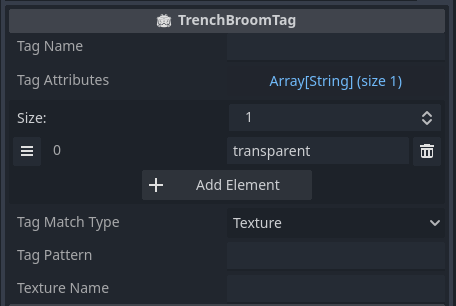 TrenchBroomTag
Tag Name
Tag Attributes Array[String] (size 1)
Size: 1
0 transparent
Add Element
Tag Match Type Texture
Tag Pattern
Texture Name